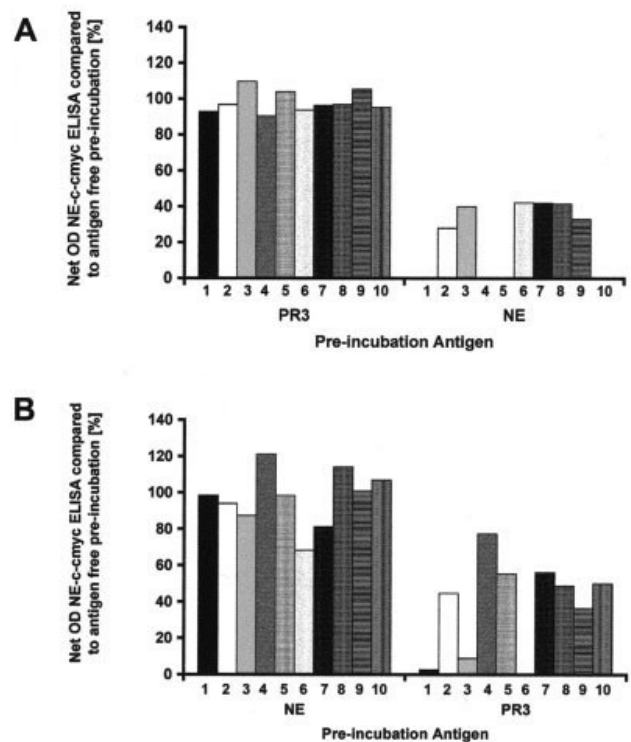 A
Net OD NE-c-cmyc ELISA compared
to antigen free pre-incubation [%]
140
120
100
80
60
40
20
0
1 2 3 4 5 6 7 8 9 10
1 2 3 4 5 6 7 8 9 10
PR3
NE
Pre-incubation Antigen
B
Net OD NE-c-cmyc ELISA compared
to antigen free pre-incubation [%]
140
120
100
80
60
40
20
0
1 2 3 4 5 6 7 8 9 10
1 2 3 4 5 6 7 8 9 10
NE
PR3
Pre-incubation Antigen